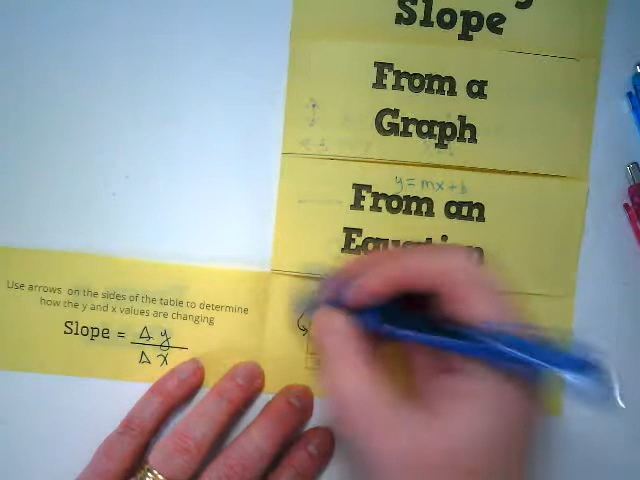 Slope
From a
Graph
y = mx + b
From an
Equation
Use arrows on the sides of the table to determine
how the y and x values are changing
Slope = Δy
Δx